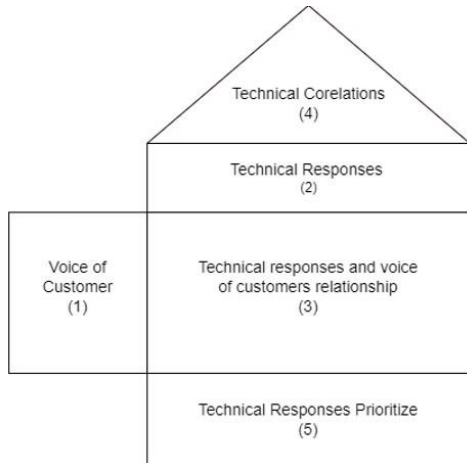 Technical Corelations
(4)
Technical Responses
(2)
Voice of
Customer
(1)
Technical responses and voice
of customers relationship
(3)
Technical Responses Prioritize
(5)